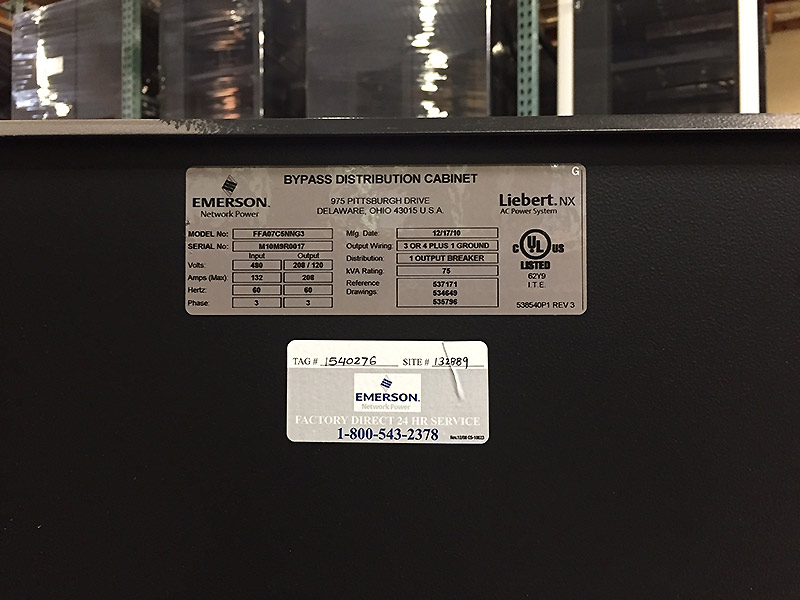 G
BYPASS DISTRIBUTION CABINET
EMERSON
Network Power
975 PITTSBURGH DRIVE
DELAWARE, OHIO 43015 U.S.A.
Liebert. NX
AC Power System
MODEL No: FFA07C5NNG3
SERIAL No: M10M9R0017
Input Output
Volts: 480 208 / 120
Amps (Max) 132 208
Hertz: 60 60
Phase: 3 3
Mfg. Date: 12/17/10
Output Wiring: 3 OR 4 PLUS 1 GROUND
Distribution: 1 OUTPUT BREAKER
kVA Rating: 75
Reference 537171
Drawings: 534649
535796
C UL US
LISTED
62Y9
I.T.E.
538540P1 REV 3
TAG # 1540276 SITE # 132889
EMERSON.
Network Power
FACTORY DIRECT 24 HR SERVICE
1-800-543-2378